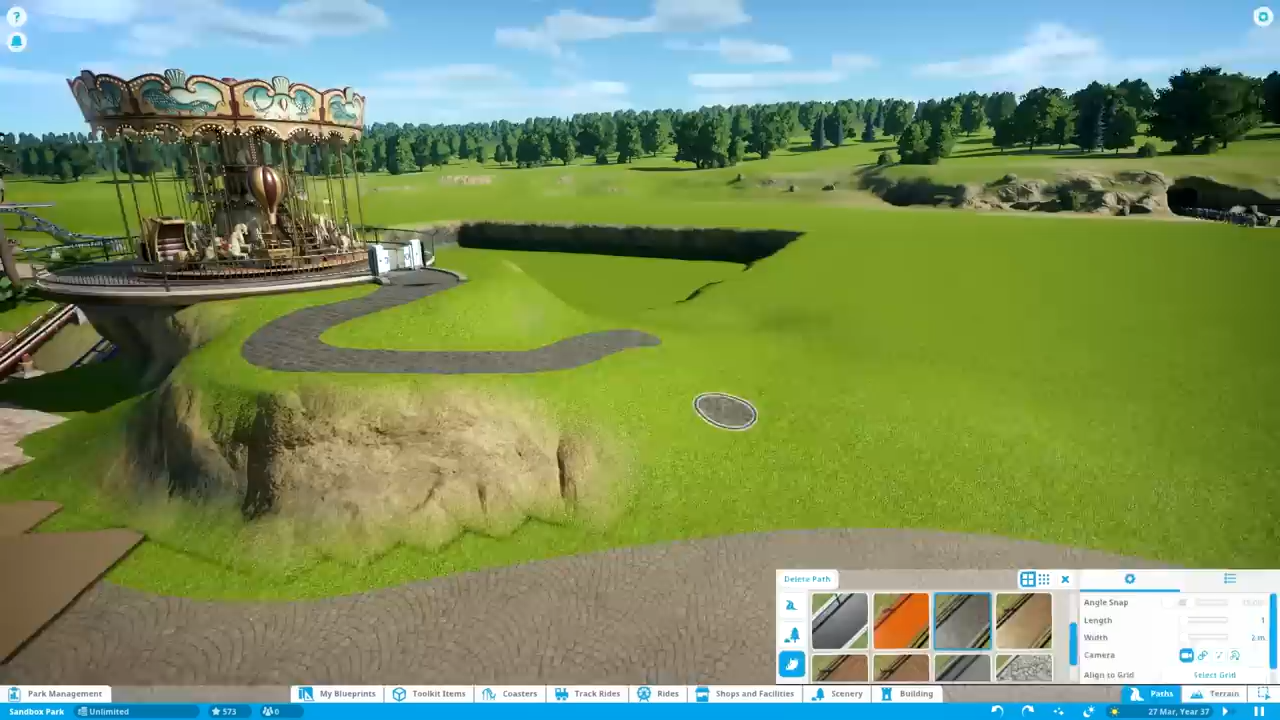 ?
Delete Path
Angle Snap
Length 1
Width 2 m
Camera
Align to Grid Select Grid
Park Management
My Blueprints
Toolkit Items
Coasters
Track Rides
Rides
Shops and Facilities
Scenery
Building
Paths
Terrain
Sandbox Park
Unlimited
573
0
27 Mar, Year 37